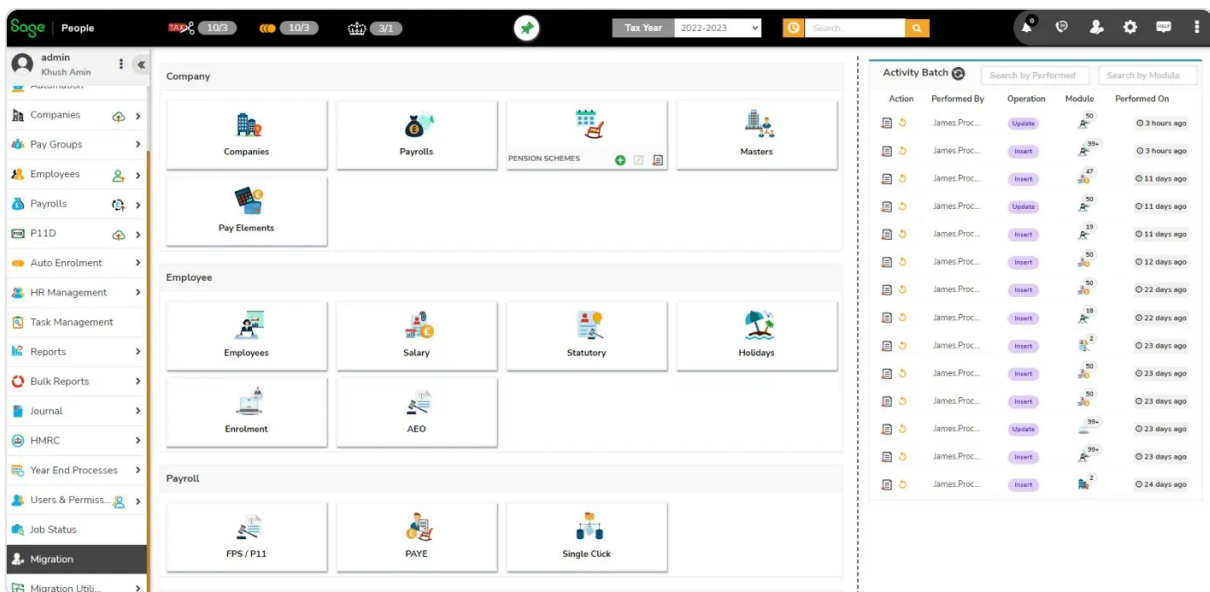 Sage People TAX 10/3 10/3 3/1 Tax Year 2022-2023 Search.. 0 HELP
admin
Khush Amin
Automation
Companies
Pay Groups
Employees
Payrolls
P11D
Auto Enrolment
HR Management
Task Management
Reports
Bulk Reports
Journal
HMRC
Year End Processes
Users & Permiss...
Job Status
Migration
Migration Utili...
Company
Companies
Payrolls
PENSION SCHEMES
Masters
Pay Elements
Employee
Employees
Salary
Statutory
Holidays
Enrolment
AEO
Payroll
FPS / P11
PAYE
Single Click
Activity Batch Search by Performed Search by Module
Action Performed By Operation Module Performed On
James.Proc... Update 50 3 hours ago
James.Proc... Insert 99+ 3 hours ago
James.Proc... Insert 47 11 days ago
James.Proc... Update 50 11 days ago
James.Proc... Insert 19 11 days ago
James.Proc... Insert 50 12 days ago
James.Proc... Insert 50 22 days ago
James.Proc... Insert 18 22 days ago
James.Proc... Insert 2 23 days ago
James.Proc... Insert 50 23 days ago
James.Proc... Insert 50 23 days ago
James.Proc... Update 99+ 23 days ago
James.Proc... Insert 99+ 23 days ago
James.Proc... Insert 2 24 days ago